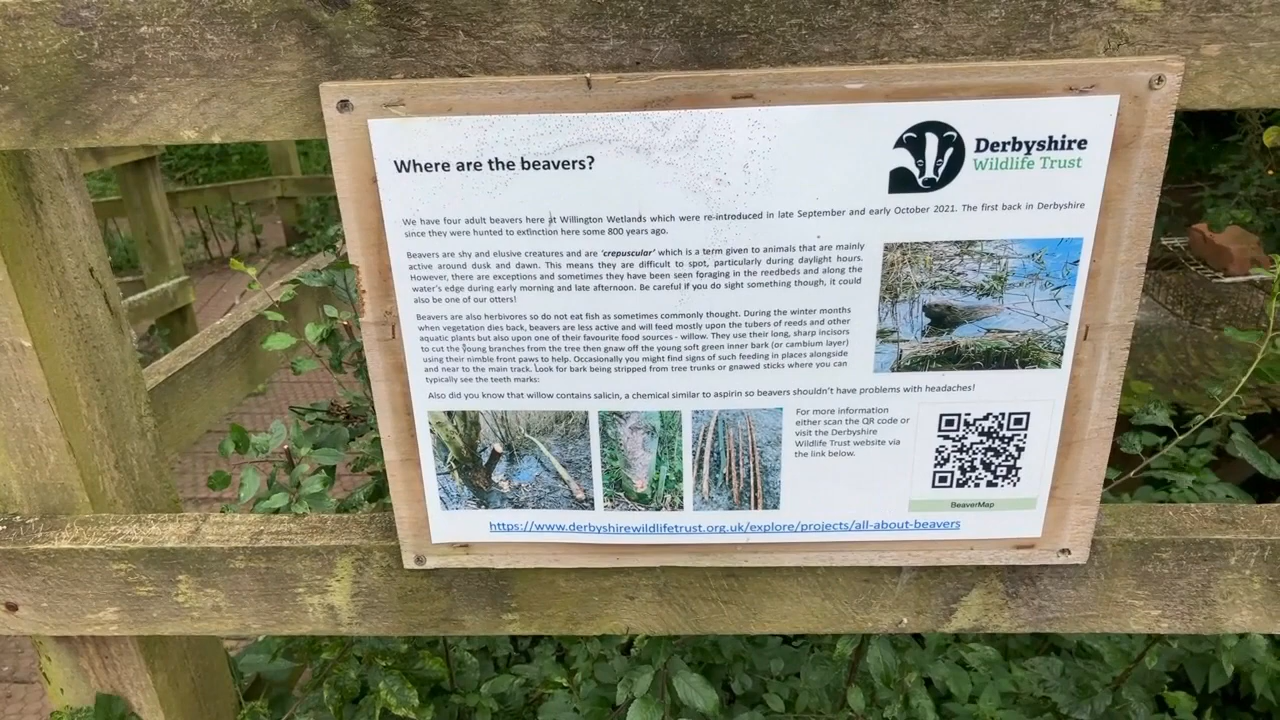 Where are the beavers?
Derbyshire
Wildlife Trust
We have four adult beavers here at Willington Wetlands which were re-introduced in late September and early October 2021. The first back in Derbyshire
since they were hunted to extinction here some 800 years ago.
Beavers are shy and elusive creatures and are 'crepuscular' which is a term given to animals that are mainly
active around dusk and dawn. This means they are difficult to spot, particularly during daylight hours.
However, there are exceptions and sometimes they have been seen foraging in the reedbeds and along the
water's edge during early morning and late afternoon. Be careful if you do sight something though, it could
also be one of our otters!
Beavers are also herbivores so do not eat fish as sometimes commonly thought. During the winter months
when vegetation dies back, beavers are less active and will feed mostly upon the tubers of reeds and other
aquatic plants but also upon one of their favourite food sources - willow. They use their long, sharp incisors
to cut the young branches from the tree then gnaw off the young soft green inner bark (or cambium layer)
using their nimble front paws to help. Occasionally you might find signs of such feeding in places alongside
and near to the main track. Look for bark being stripped from tree trunks or gnawed sticks where you can
typically see the teeth marks:
Also did you know that willow contains salicin, a chemical similar to aspirin so beavers shouldn't have problems with headaches!
For more information
either scan the QR code or
visit the Derbyshire
Wildlife Trust website via
the link below.
BeaverMap
https://www.derbyshirewildlifetrust.org.uk/explore/projects/all-about-beavers